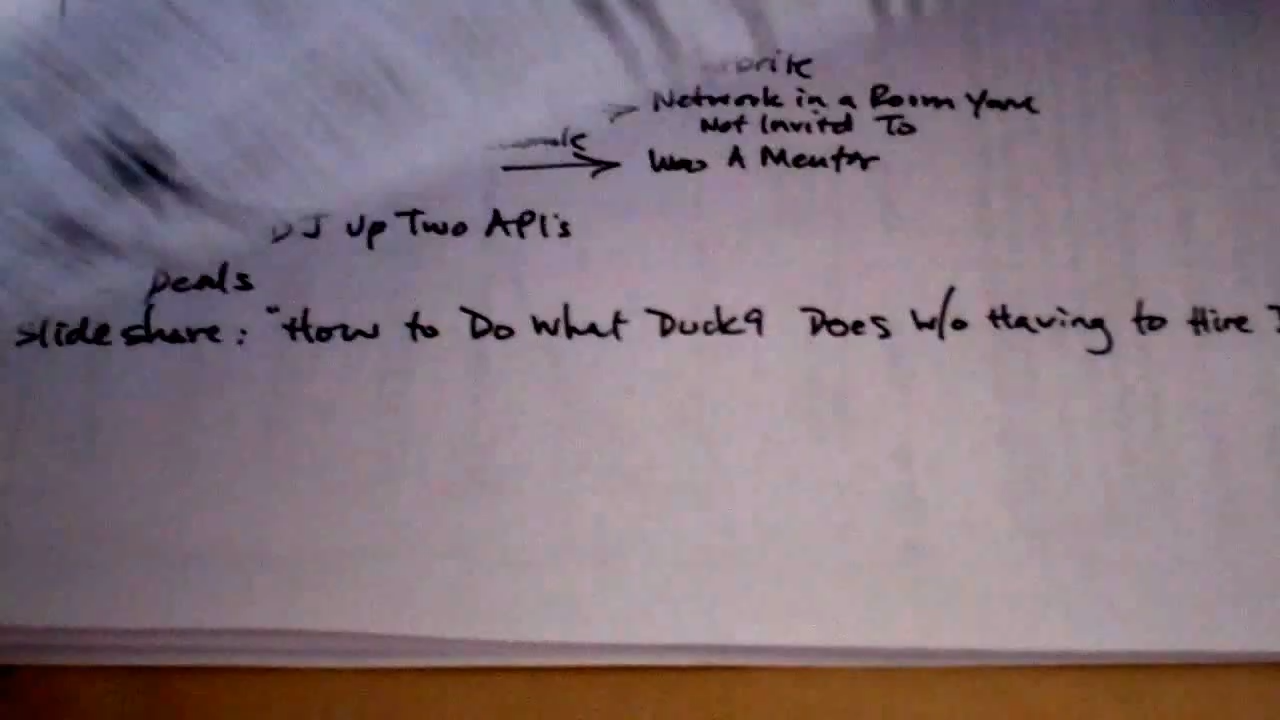 Network in a Room You're
Not Invited To
Was A Mentor
DJ Up Two API's
Deals
Slideshare: "How to Do What Duck9 Does w/o Having to Hire